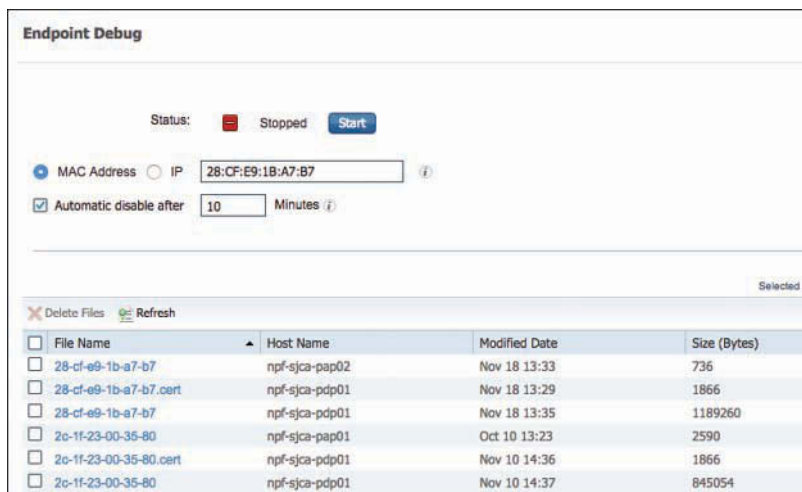 Endpoint Debug
Status: Stopped Start
MAC Address IP 28:CF:E9:1B:A7:B7
Automatic disable after 10 Minutes
Selected
Delete Files Refresh
File Name Host Name Modified Date Size (Bytes)
28-cf-e9-1b-a7-b7 npf-sjca-pap02 Nov 18 13:33 736
28-cf-e9-1b-a7-b7.cert npf-sjca-pdp01 Nov 18 13:29 1866
28-cf-e9-1b-a7-b7 npf-sjca-pdp01 Nov 18 13:35 1189260
2c-1f-23-00-35-80 npf-sjca-pap01 Oct 10 13:23 2590
2c-1f-23-00-35-80.cert npf-sjca-pdp01 Nov 10 14:36 1866
2c-1f-23-00-35-80 npf-sjca-pdp01 Nov 10 14:37 845054